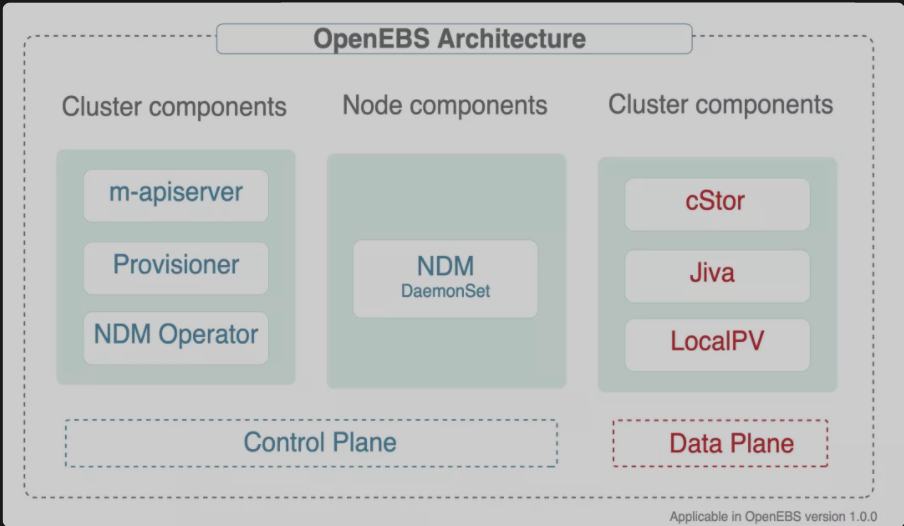 OpenEBS Architecture
Cluster components
Node components
Cluster components
m-apiserver
Provisioner
NDM Operator
NDM
DaemonSet
cStor
Jiva
LocalPV
Control Plane
Data Plane
Applicable in OpenEBS version 1.0.0